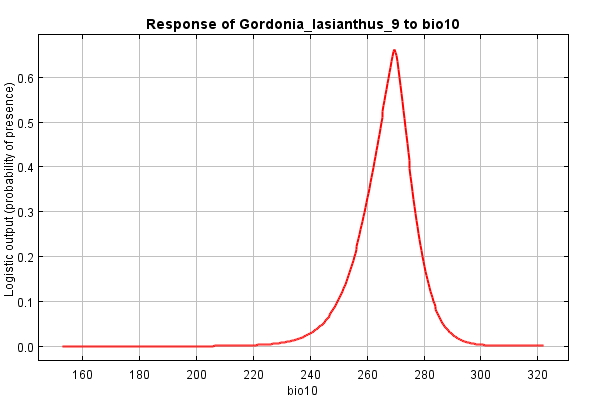 Response of Gordonia_lasianthus_9 to bio10
Logistic output (probability of presence)
0.6
0.5
0.4
0.3
0.2
0.1
0.0
160 180 200 220 240 260 280 300 320
bio10